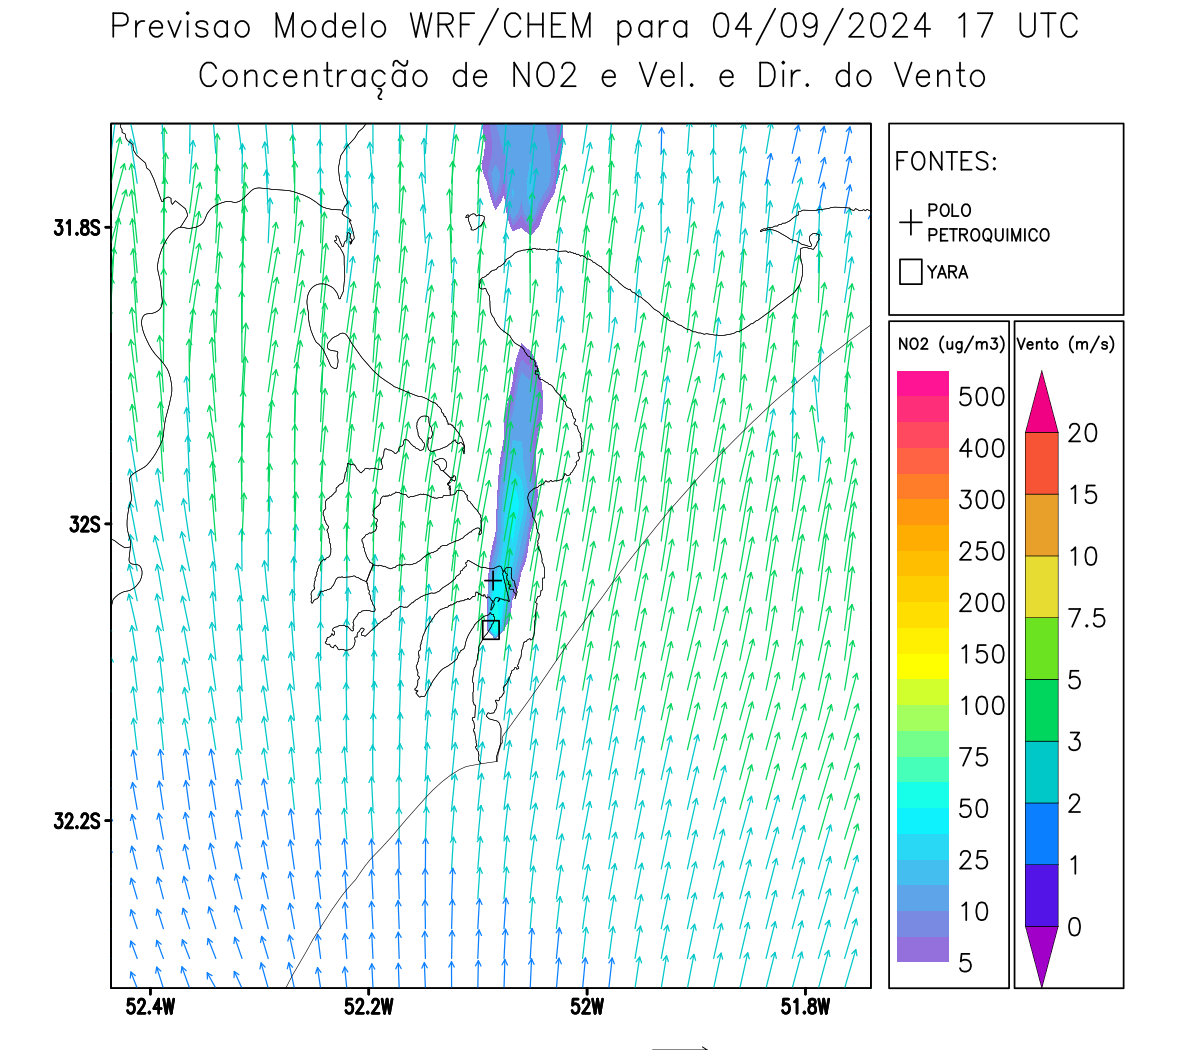 Previsao Modelo WRF/CHEM para 04/09/2024 17 UTC
Concentração de NO2 e Vel. e Dir. do Vento
FONTES:
POLO
PETROQUIMICO
YARA
NO2 (ug/m3)
500
400
300
250
200
150
100
75
50
25
10
5
Vento (m/s)
20
15
10
7.5
5
3
2
1
0
31.8S
32S
32.2S
52.4W
52.2W
52W
51.8W